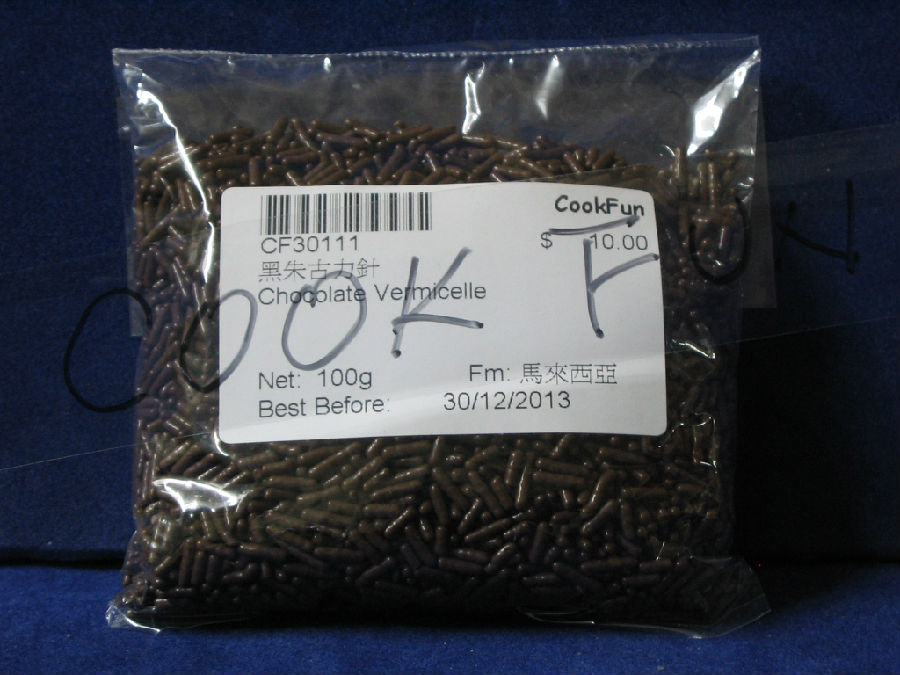 CookFun
CF30111
$ 10.00
黑朱古力針
Chocolate Vermicelle
COOK FUN
Net: 100g Fm: 馬來西亞
Best Before: 30/12/2013